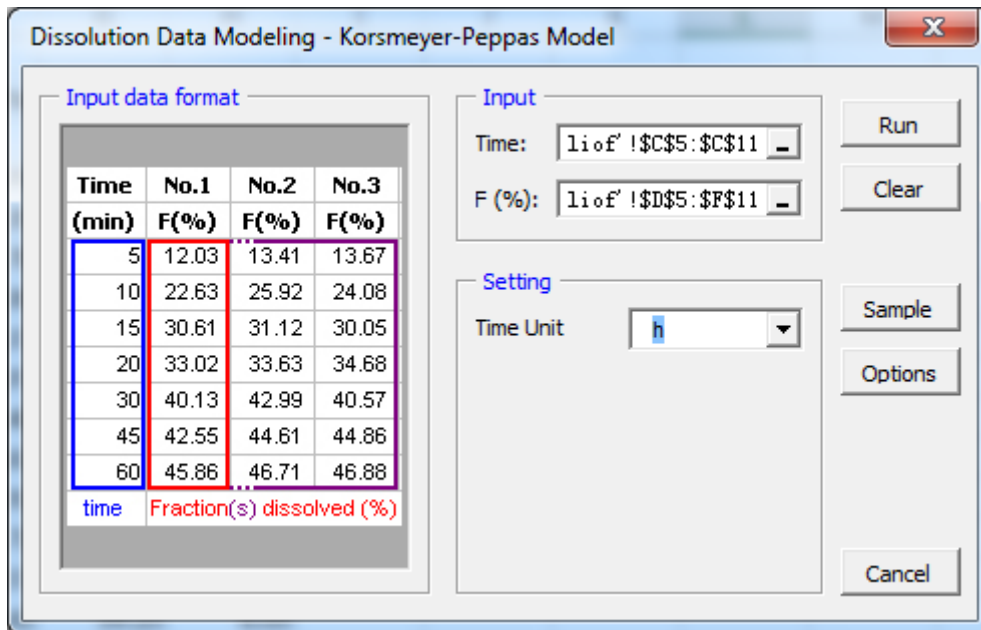 Dissolution Data Modeling - Korsmeyer-Peppas Model
X
Input data format
Time No.1 No.2 No.3
(min) F(%) F(%) F(%)
5 12.03 13.41 13.67
10 22.63 25.92 24.08
15 30.61 31.12 30.05
20 33.02 33.63 34.68
30 40.13 42.99 40.57
45 42.55 44.61 44.86
60 45.86 46.71 46.88
time Fraction(s) dissolved (%)
Input
Time: liof'!$C$5:$C$11
F (%): liof'!$D$5:$F$11
Setting
Time Unit h
Run
Clear
Sample
Options
Cancel